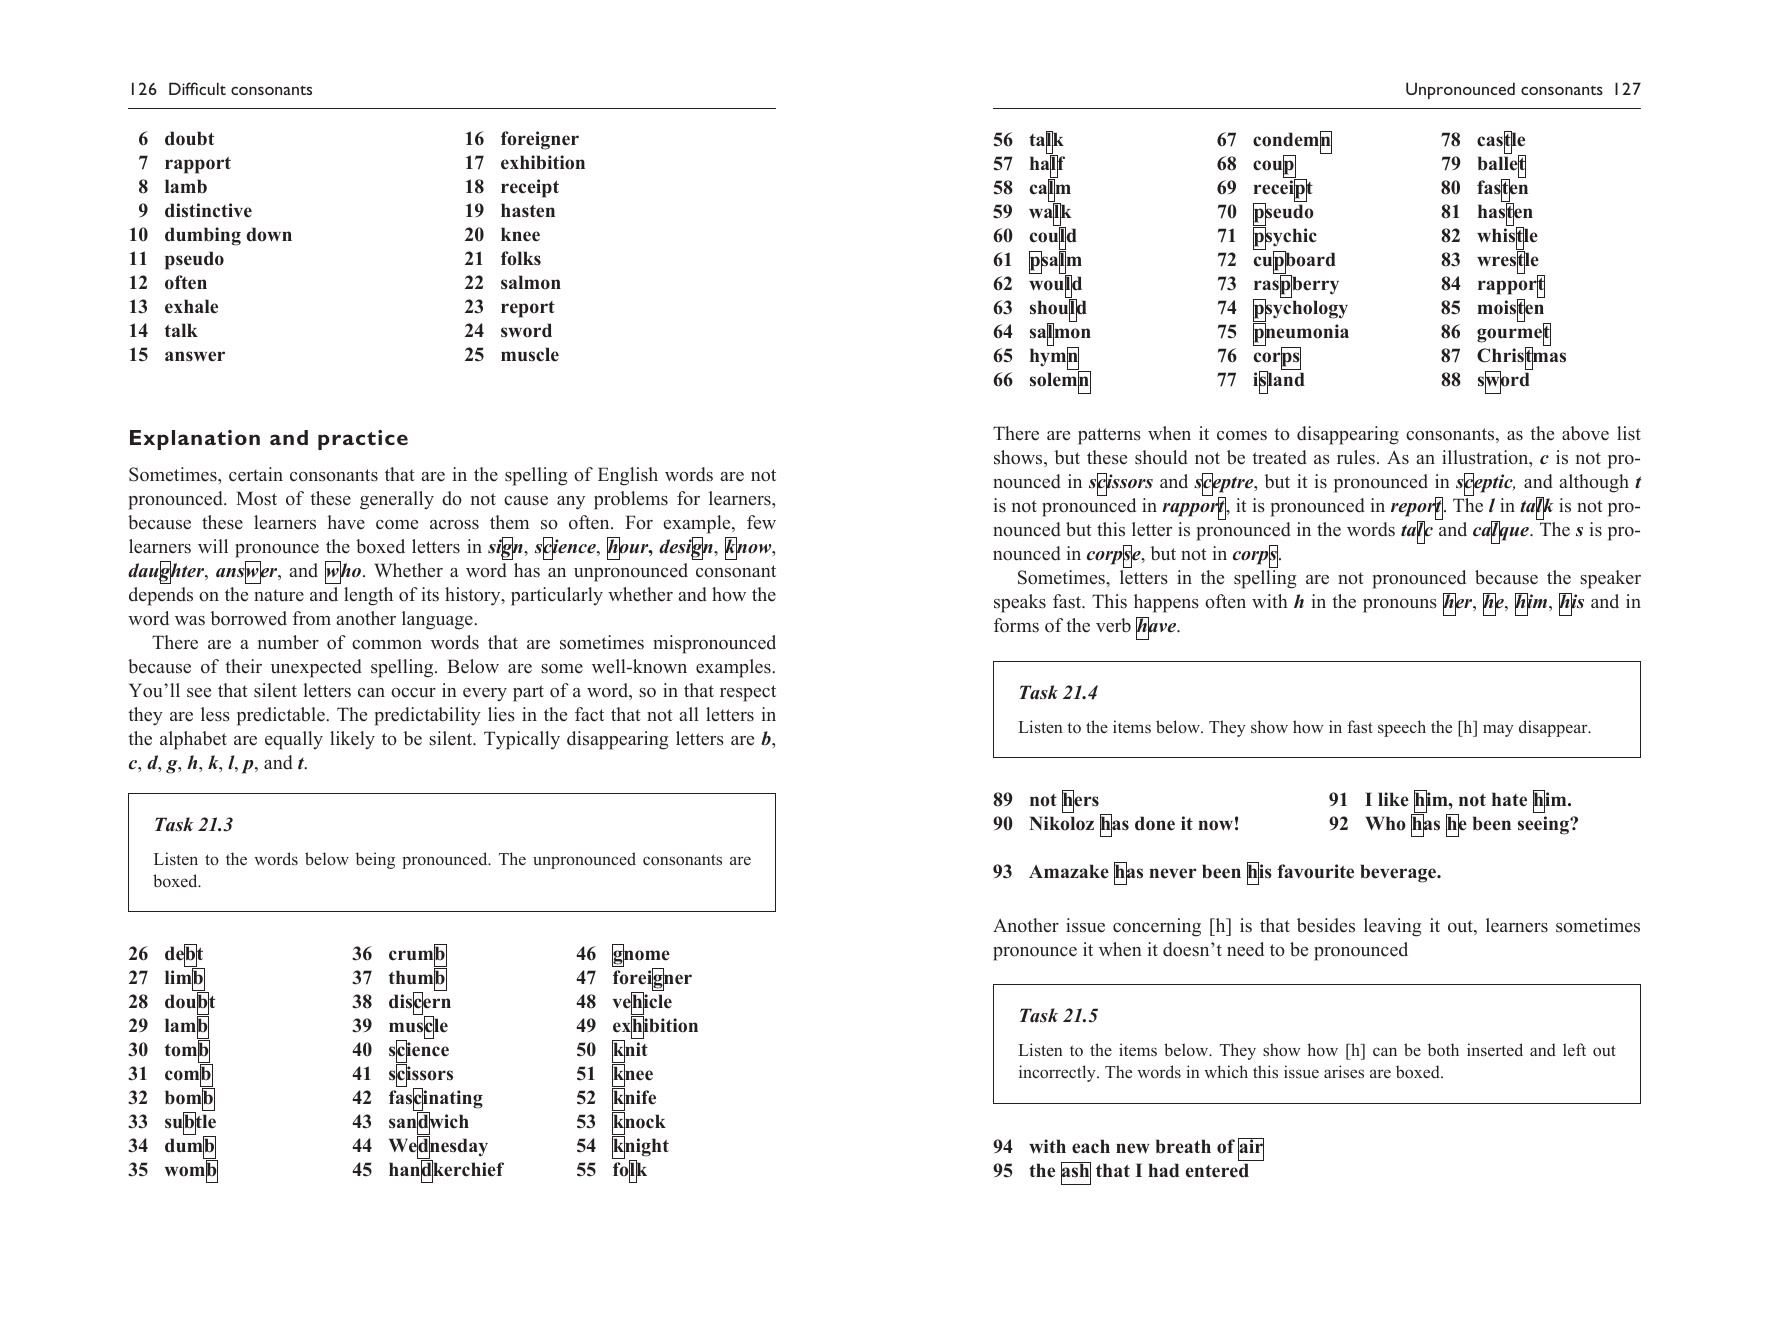 126 Difficult consonants
6 doubt
7 rapport
8 lamb
9 distinctive
10 dumbing down
11 pseudo
12 often
13 exhale
14 talk
15 answer
16 foreigner
17 exhibition
18 receipt
19 hasten
20 knee
21 folks
22 salmon
23 report
24 sword
25 muscle
Explanation and practice
Sometimes, certain consonants that are in the spelling of English words are not
pronounced. Most of these generally do not cause any problems for learners,
because these learners have come across them so often. For example, few
learners will pronounce the boxed letters in sign, science, hour, design, know,
daughter, answer, and who. Whether a word has an unpronounced consonant
depends on the nature and length of its history, particularly whether and how the
word was borrowed from another language.
There are a number of common words that are sometimes mispronounced
because of their unexpected spelling. Below are some well-known examples.
You’ll see that silent letters can occur in every part of a word, so in that respect
they are less predictable. The predictability lies in the fact that not all letters in
the alphabet are equally likely to be silent. Typically disappearing letters are b,
c, d, g, h, k, l, p, and t.
Task 21.3
Listen to the words below being pronounced. The unpronounced consonants are
boxed.
26 debt
27 limb
28 doubt
29 lamb
30 tomb
31 comb
32 bomb
33 subtle
34 dumb
35 womb
36 crumb
37 thumb
38 discern
39 muscle
40 science
41 scissors
42 fascinating
43 sandwich
44 Wednesday
45 handkerchief
46 gnome
47 foreigner
48 vehicle
49 exhibition
50 knit
51 knee
52 knife
53 knock
54 knight
55 folk
Unpronounced consonants 127
56 talk
57 half
58 calm
59 walk
60 could
61 psalm
62 would
63 should
64 salmon
65 hymn
66 solemn
67 condemn
68 coup
69 receipt
70 pseudo
71 psychic
72 cupboard
73 raspberry
74 psychology
75 pneumonia
76 corps
77 island
78 castle
79 ballet
80 fasten
81 hasten
82 whistle
83 wrestle
84 rapport
85 moisten
86 gourmet
87 Christmas
88 sword
There are patterns when it comes to disappearing consonants, as the above list
shows, but these should not be treated as rules. As an illustration, c is not pro-
nounced in scissors and sceptre, but it is pronounced in sceptic, and although t
is not pronounced in rapport, it is pronounced in report. The l in talk is not pro-
nounced but this letter is pronounced in the words talc and calque. The s is pro-
nounced in corpse, but not in corps.
Sometimes, letters in the spelling are not pronounced because the speaker
speaks fast. This happens often with h in the pronouns her, he, him, his and in
forms of the verb have.
Task 21.4
Listen to the items below. They show how in fast speech the [h] may disappear.
89 not hers
90 Nikoloz has done it now!
91 I like him, not hate him.
92 Who has he been seeing?
93 Amazake has never been his favourite beverage.
Another issue concerning [h] is that besides leaving it out, learners sometimes
pronounce it when it doesn’t need to be pronounced
Task 21.5
Listen to the items below. They show how [h] can be both inserted and left out
incorrectly. The words in which this issue arises are boxed.
94 with each new breath of air
95 the ash that I had entered